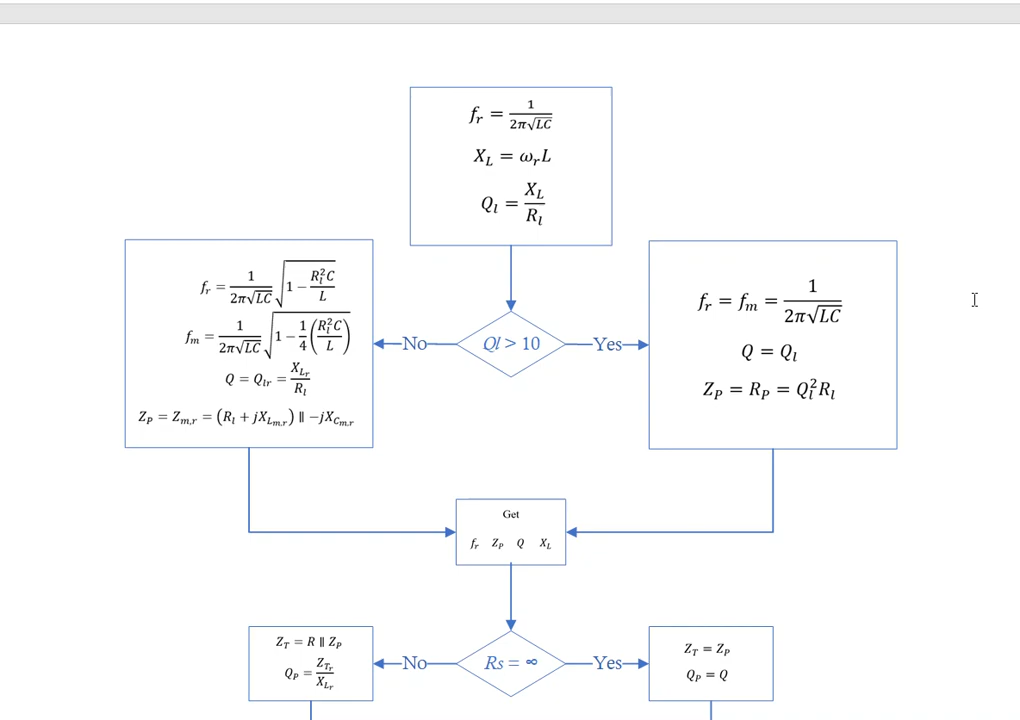 f_r = 1/(2π√LC)
X_L = ω_r L
Q_l = X_L/R_l
f_r = 1/(2π√LC) √(1 − R_l²C/L)
f_m = 1/(2π√LC) √(1 − 1/4 (R_l²C/L))
Q = Q_lr = X_Lr/R_l
Z_P = Z_m,r = (R_l + jX_Lm,r) ∥ −jX_Cm,r
No
Ql > 10
Yes
f_r = f_m = 1/(2π√LC)
Q = Q_l
Z_P = R_P = Q_l² R_l
Get
f_r Z_P Q X_L
Z_T = R ∥ Z_P
Q_P = Z_Tr/X_Lr
No
Rs = ∞
Yes
Z_T = Z_P
Q_P = Q